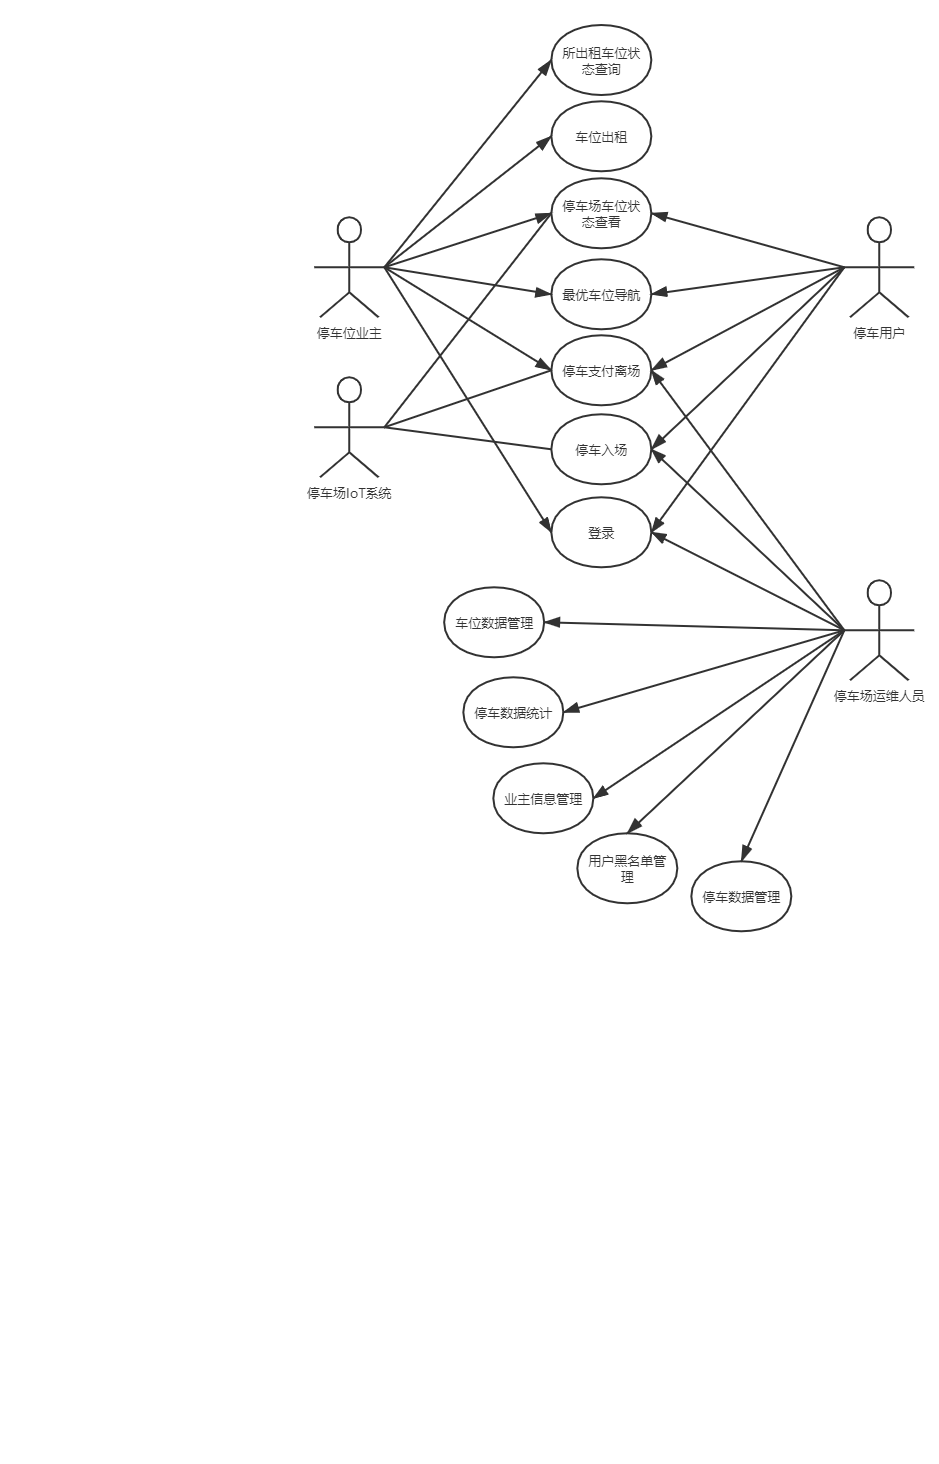 所出租车位状
态查询
车位出租
停车场车位状
态查看
最优车位导航
停车位业主
停车用户
停车支付离场
停车入场
停车场IoT系统
登录
车位数据管理
停车场运维人员
停车数据统计
业主信息管理
用户黑名单管
理
停车数据管理